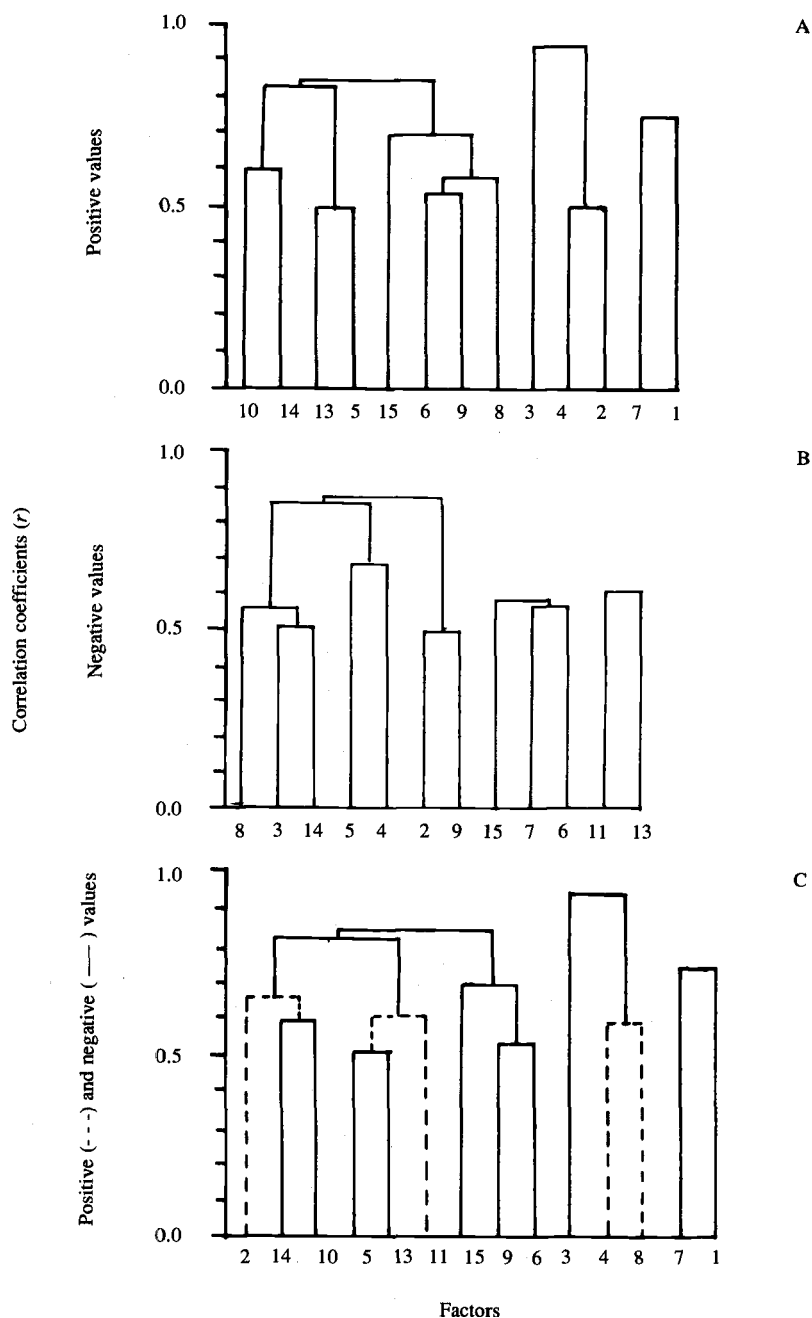 A
1.0
0.5
0.0
Positive values
10 14 13 5 15 6 9 8 3 4 2 7 1
B
1.0
0.5
0.0
Negative values
Correlation coefficients (r)
8 3 14 5 4 2 9 15 7 6 11 13
C
1.0
0.5
0.0
Positive (- - -) and negative ( — ) values
2 14 10 5 13 11 15 9 6 3 4 8 7 1
Factors